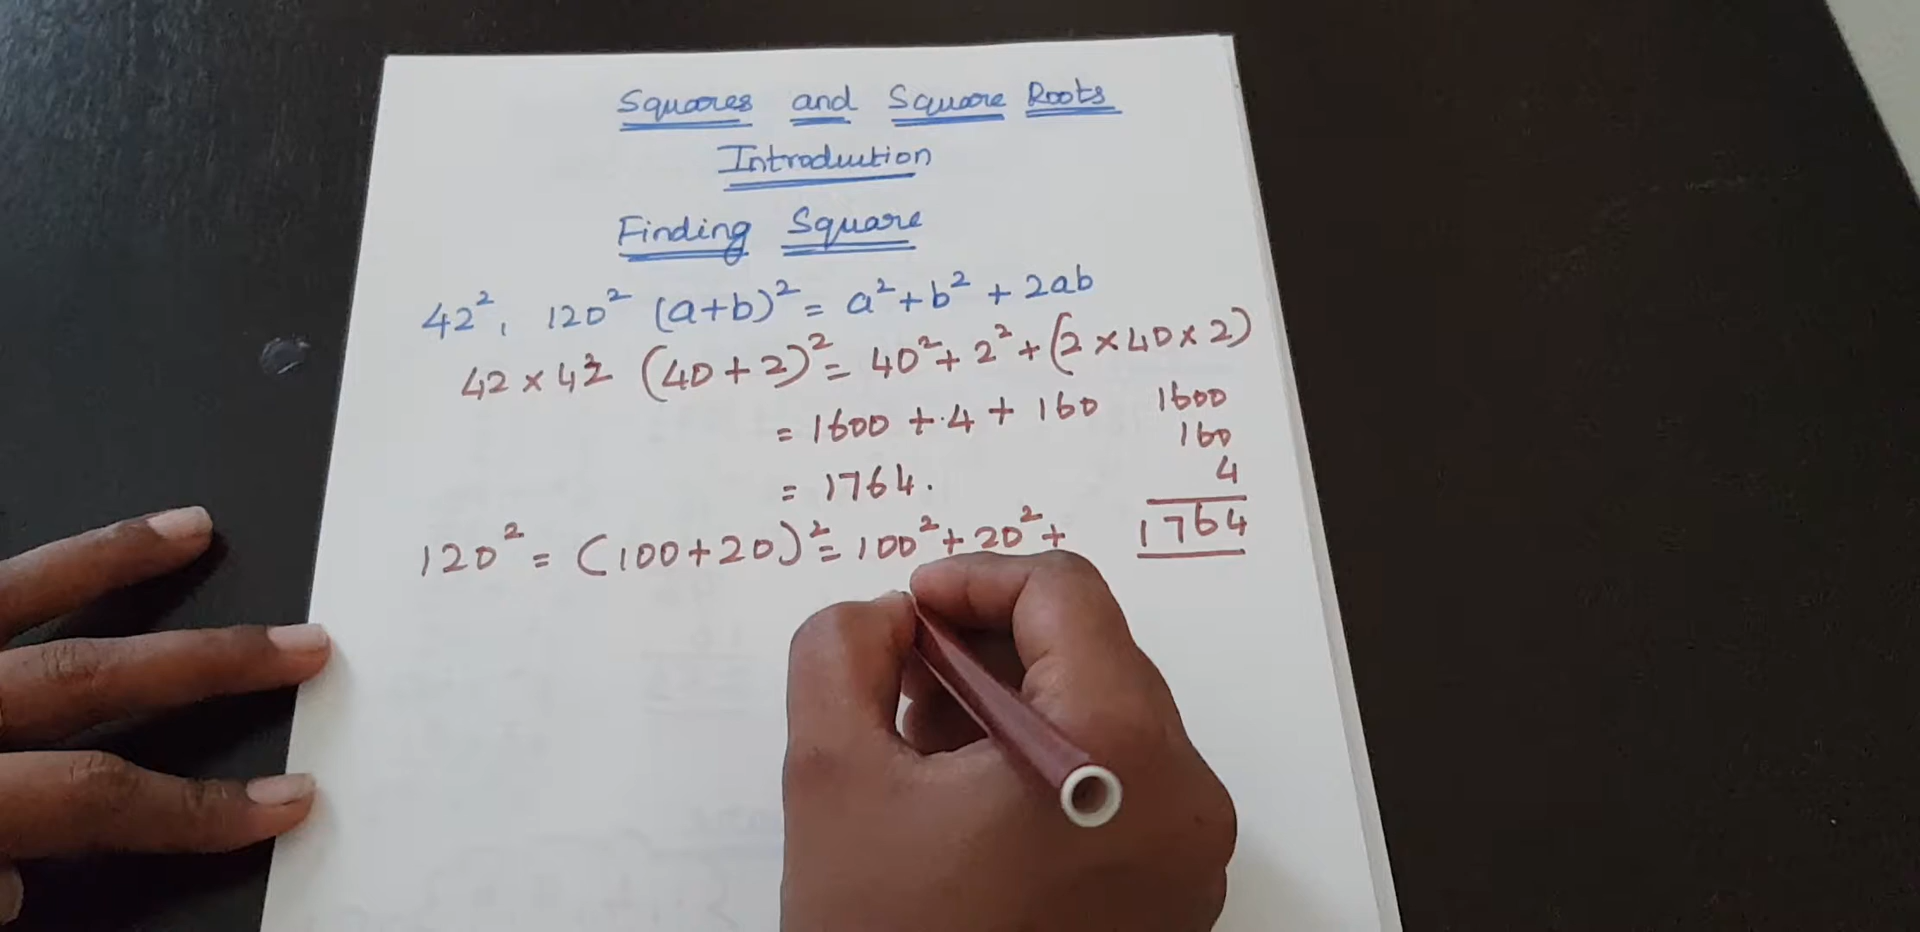 Squares and Square Roots
Introduction
Finding Square
42², 120² (a+b)² = a² + b² + 2ab
42 × 42 (40 + 2)² = 40² + 2² + (2 × 40 × 2)
= 1600 + 4 + 160
= 1764.
1600
160
4
1764
120² = (100+20)² = 100² + 20² +